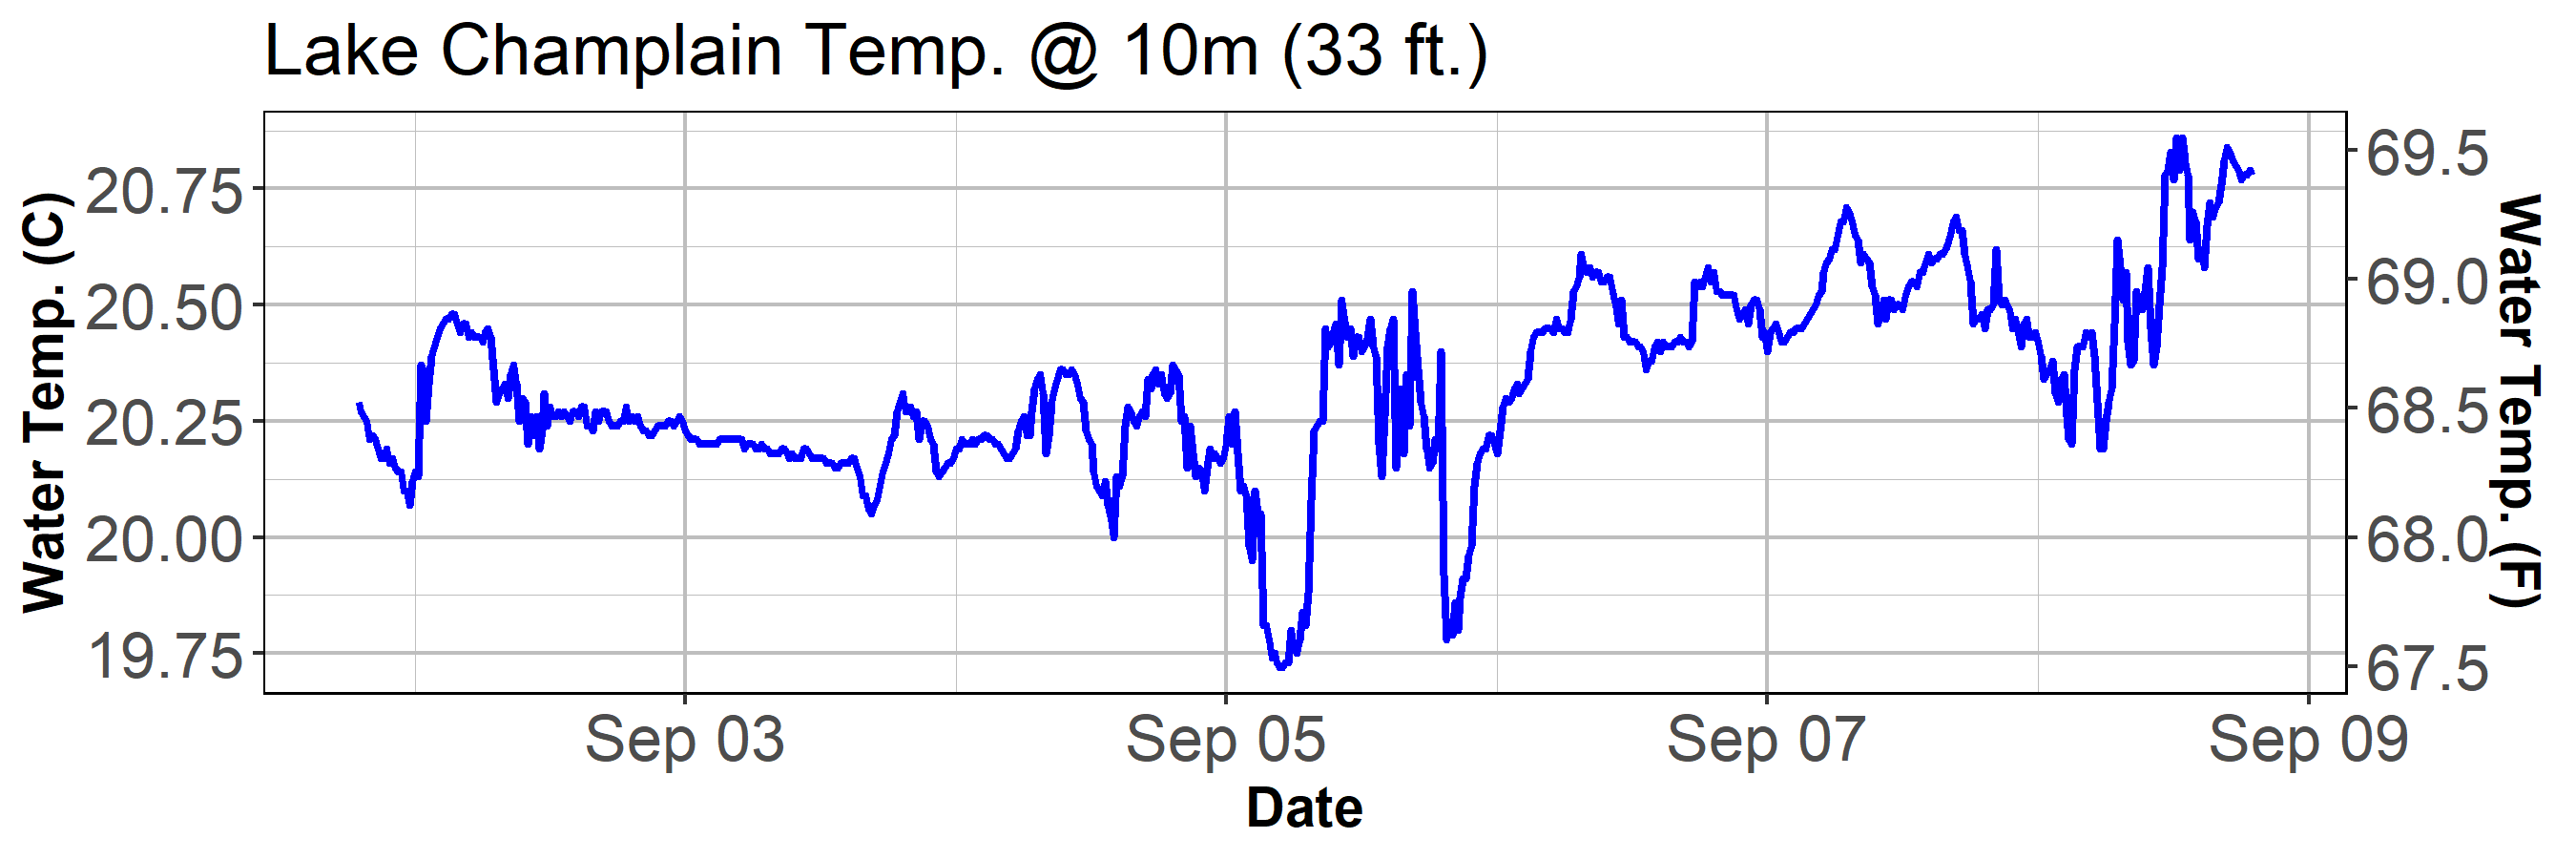 Lake Champlain Temp. @ 10m (33 ft.)
Water Temp. (C)
20.75
20.50
20.25
20.00
19.75
69.5
69.0
68.5
68.0
67.5
Water Temp. (F)
Sep 03
Sep 05
Sep 07
Sep 09
Date